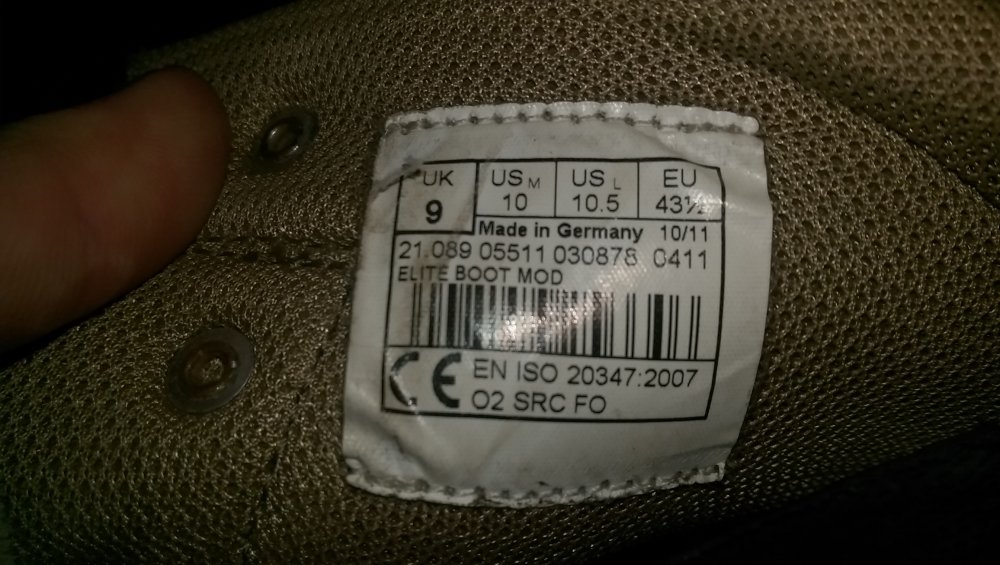 UK US M US L EU
9 10 10.5 43½
Made in Germany 10/11
21.089 05511 030878 0411
ELITE BOOT MOD
CE EN ISO 20347:2007
O2 SRC FO